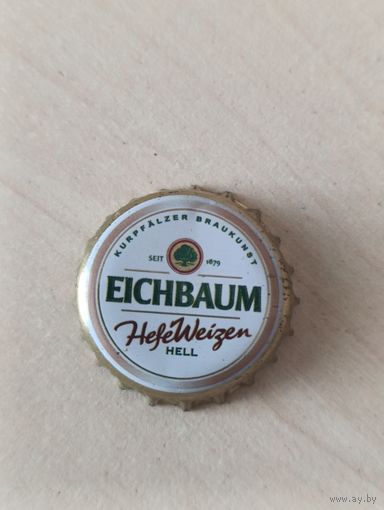 KURPFÄLZER BRAUKUNST
SEIT 1679
EICHBAUM
HefeWeizen
HELL
www.ay.by